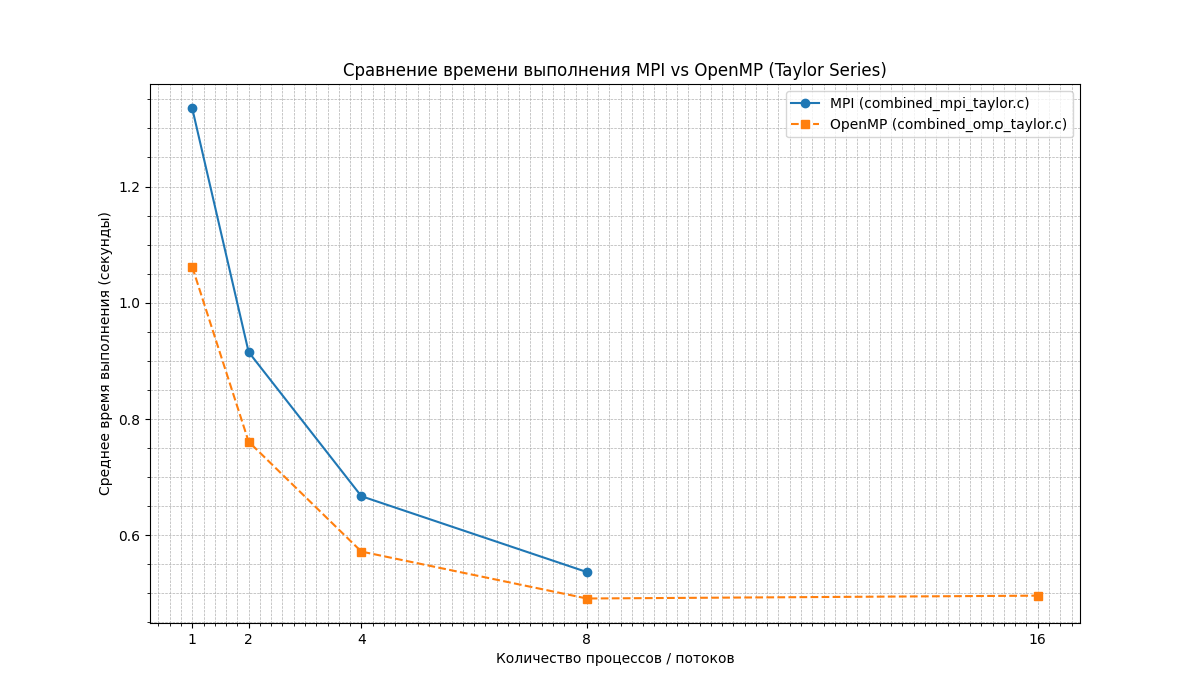 Сравнение времени выполнения MPI vs OpenMP (Taylor Series)
MPI (combined_mpi_taylor.c)
OpenMP (combined_omp_taylor.c)
Среднее время выполнения (секунды)
1.2
1.0
0.8
0.6
1 2 4 8 16
Количество процессов / потоков